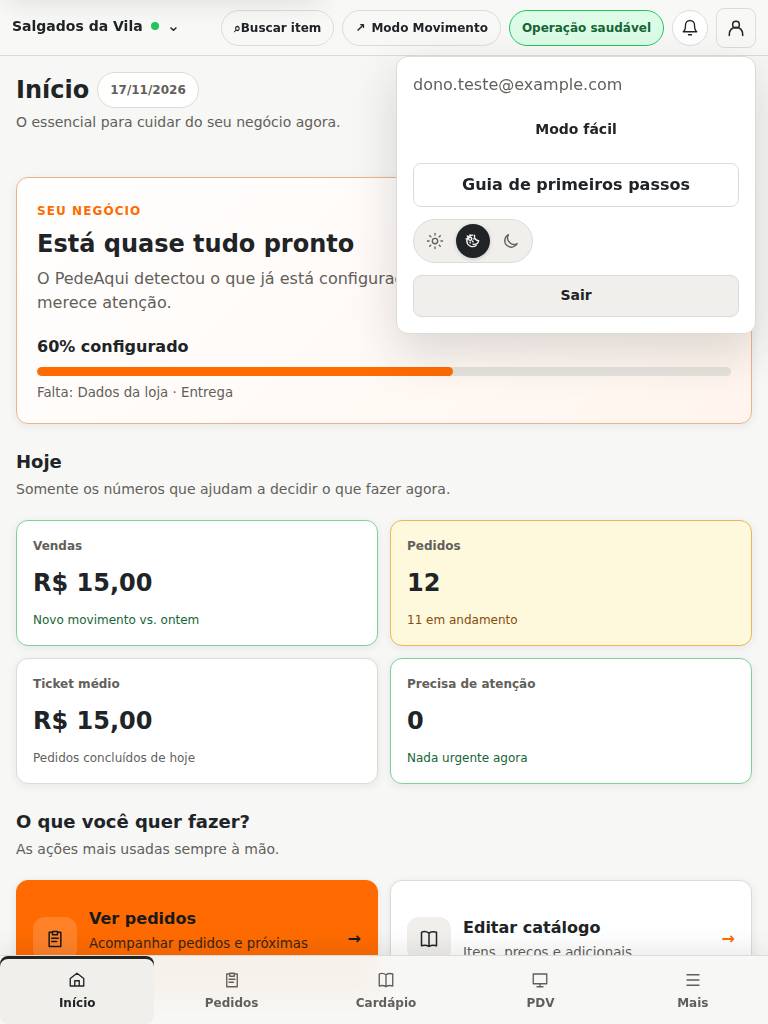 Salgados da Vila
Buscar item
Modo Movimento
Operação saudável
Início
17/11/2026
O essencial para cuidar do seu negócio agora.
dono.teste@example.com
Modo fácil
Guia de primeiros passos
Sair
SEU NEGÓCIO
Está quase tudo pronto
O PedeAqui detectou o que já está
merece atenção.
60% configurado
Falta: Dados da loja · Entrega
Hoje
Somente os números que ajudam a decidir o que fazer agora.
Vendas
R$ 15,00
Novo movimento vs. ontem
Pedidos
12
11 em andamento
Ticket médio
R$ 15,00
Pedidos concluídos de hoje
Precisa de atenção
0
Nada urgente agora
O que você quer fazer?
As ações mais usadas sempre à mão.
Ver pedidos
Acompanhar pedidos e próximas
→
Editar catálogo
Itens, preços e adicionais
→
Início
Pedidos
Cardápio
PDV
Mais